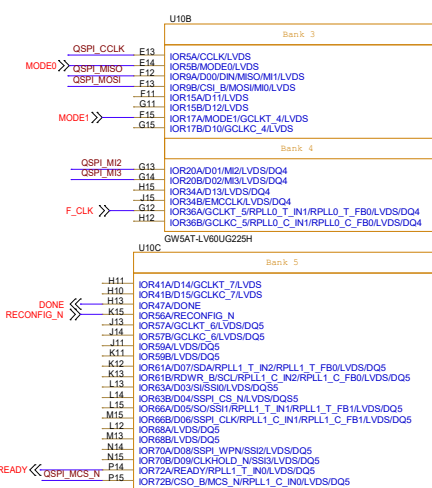 U10B
Bank 3
QSPI_CCLK E13 IOR5A/CCLK/LVDS
MODE0 E14 IOR5B/MODE0/LVDS
QSPI_MISO F12 IOR9A/D00/DIN/MISO/MI1/LVDS
QSPI_MOSI F13 IOR9B/CSI_B/MOSI/MI0/LVDS
F11 IOR15A/D11/LVDS
G11 IOR15B/D12/LVDS
MODE1 F15 IOR17A/MODE1/GCLKT_4/LVDS
G15 IOR17B/D10/GCLKC_4/LVDS
Bank 4
QSPI_MI2 G13 IOR20A/D01/MI2/LVDS/DQ4
QSPI_MI3 G14 IOR20B/D02/MI3/LVDS/DQ4
H15 IOR34A/D13/LVDS/DQ4
J15 IOR34B/EMCCLK/LVDS/DQ4
F_CLK G12 IOR36A/GCLKT_5/RPLL0_T_IN1/RPLL0_T_FB0/LVDS/DQ4
H12 IOR36B/GCLKC_5/RPLL0_C_IN1/RPLL0_C_FB0/LVDS/DQ4
GW5AT-LV60UG225H
U10C
Bank 5
H11 IOR41A/D14/GCLKT_7/LVDS
H10 IOR41B/D15/GCLKC_7/LVDS
DONE H13 IOR47A/DONE
RECONFIG_N K15 IOR56A/RECONFIG_N
J13 IOR57A/GCLKT_6/LVDS/DQ5
J14 IOR57B/GCLKC_6/LVDS/DQ5
J11 IOR59A/LVDS/DQ5
K11 IOR59B/LVDS/DQ5
K12 IOR61A/D07/SDA/RPLL1_T_IN2/RPLL1_T_FB0/LVDS/DQ5
K13 IOR61B/RDWR_B/SCL/RPLL1_C_IN2/RPLL1_C_FB0/LVDS/DQ5
L13 IOR63A/D03/SI/SSI0/LVDS/DQS5
L14 IOR63B/D04/SSPI_CS_N/LVDS/DQS5
L15 IOR66A/D05/SO/SSI1/RPLL1_T_IN1/RPLL1_T_FB1/LVDS/DQ5
M15 IOR66B/D06/SSPI_CLK/RPLL1_C_IN1/RPLL1_C_FB1/LVDS/DQ5
L12 IOR68A/LVDS/DQ5
M13 IOR68B/LVDS/DQ5
N14 IOR70A/D08/SSPI_WPN/SSI2/LVDS/DQ5
N15 IOR70B/D09/CLKHOLD_N/SSI3/LVDS/DQ5
READY P14 IOR72A/READY/RPLL1_T_IN0/LVDS/DQ5
QSPI_MCS_N P15 IOR72B/CSO_B/MCS_N/RPLL1_C_IN0/LVDS/DQ5